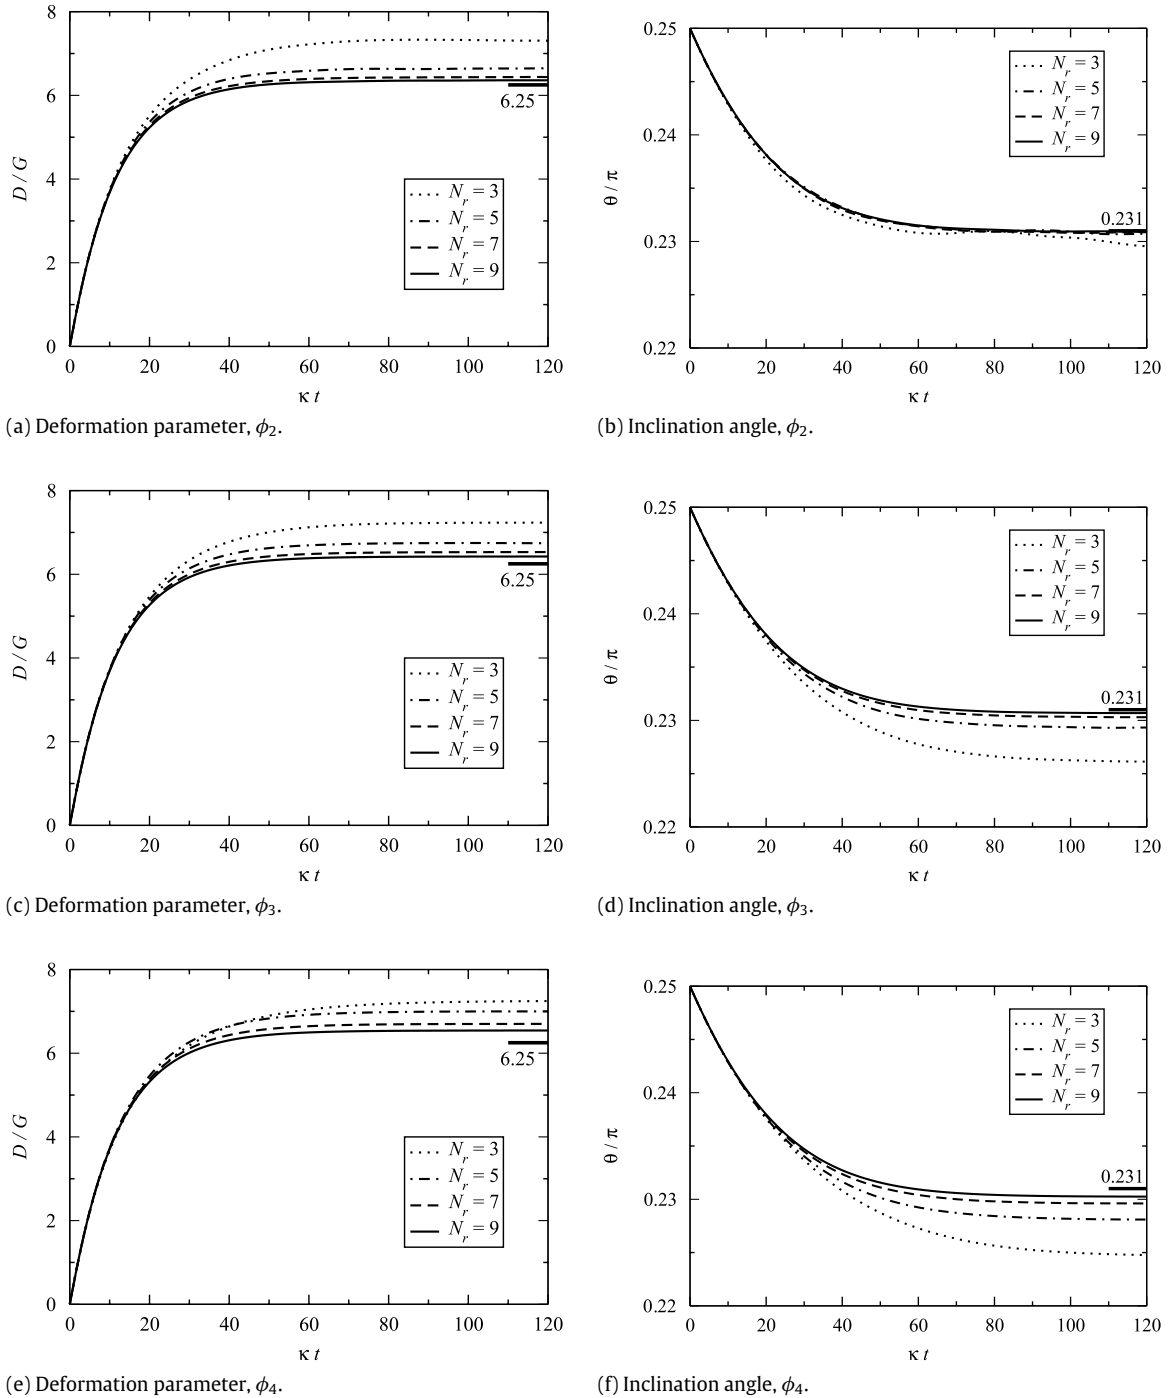 8
6
4
2
0
D / G
6.25
N_r = 3
N_r = 5
N_r = 7
N_r = 9
0 20 40 60 80 100 120
κ t
(a) Deformation parameter, ϕ₂.
0.25
0.24
0.23
0.22
θ / π
N_r = 3
N_r = 5
N_r = 7
N_r = 9
0.231
0 20 40 60 80 100 120
κ t
(b) Inclination angle, ϕ₂.
8
6
4
2
0
D / G
6.25
N_r = 3
N_r = 5
N_r = 7
N_r = 9
0 20 40 60 80 100 120
κ t
(c) Deformation parameter, ϕ₃.
0.25
0.24
0.23
0.22
θ / π
N_r = 3
N_r = 5
N_r = 7
N_r = 9
0.231
0 20 40 60 80 100 120
κ t
(d) Inclination angle, ϕ₃.
8
6
4
2
0
D / G
6.25
N_r = 3
N_r = 5
N_r = 7
N_r = 9
0 20 40 60 80 100 120
κ t
(e) Deformation parameter, ϕ₄.
0.25
0.24
0.23
0.22
θ / π
N_r = 3
N_r = 5
N_r = 7
N_r = 9
0.231
0 20 40 60 80 100 120
κ t
(f) Inclination angle, ϕ₄.